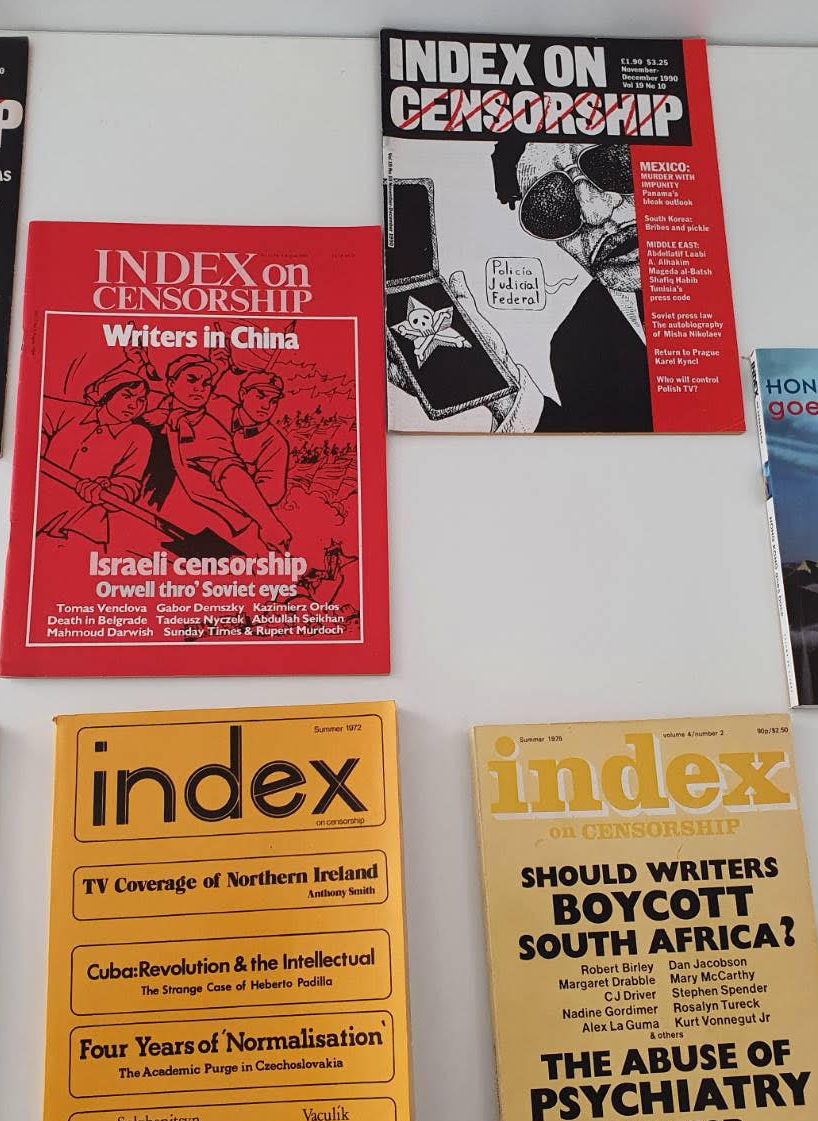 INDEX ON
CENSORSHIP
£1.90 $3.25
November-
December 1990
Vol 19 No 10
MEXICO:
MURDER WITH
IMPUNITY
Panama's
bleak outlook
South Korea:
Bribes and pickle
MIDDLE EAST:
Abdellatif Laabi
A. Alhakim
Mageda al-Batsh
Shafiq Habib
Tunisia's
press code
Soviet press law
The autobiography
of Misha Nikolaev
Return to Prague
Karel Kyncl
Who will control
Polish TV?
Policia
Judicial
Federal
INDEX on
CENSORSHIP
Writers in China
Israeli censorship
Orwell thro' Soviet eyes
Tomas Venclova Gabor Demszky Kazimierz Orlos
Death in Belgrade Tadeusz Nyczek Abdullah Seikhan
Mahmoud Darwish Sunday Times & Rupert Murdoch
HON
goe
Summer 1972
index
on censorship
TV Coverage of Northern Ireland
Anthony Smith
Cuba:Revolution & the Intellectual
The Strange Case of Heberto Padilla
Four Years of 'Normalisation'
The Academic Purge in Czechoslovakia
Solzhenitsyn Vaculík
Summer 1975 volume 4/number 2 90p/$2.50
index
on CENSORSHIP
SHOULD WRITERS
BOYCOTT
SOUTH AFRICA?
Robert Birley Dan Jacobson
Margaret Drabble Mary McCarthy
CJ Driver Stephen Spender
Nadine Gordimer Rosalyn Tureck
Alex La Guma Kurt Vonnegut Jr
& others
THE ABUSE OF
PSYCHIATRY